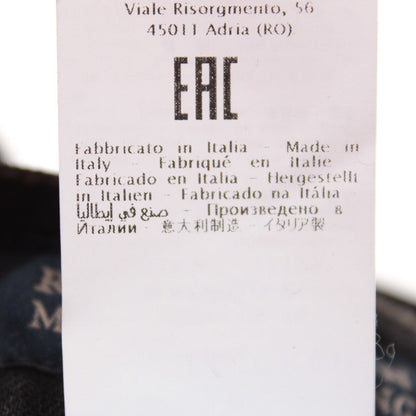 Viale Risorgmento, 56
45011 Adria (RO)
EAC
Fabbricato in Italia - Made in
Italy - Fabriqué en Italie
Fabricado en Italia - Hergestellt
in Italien - Fabricado na Itália
صنع في إيطاليا - Произведено в
Италии - 意大利制造 - イタリア製